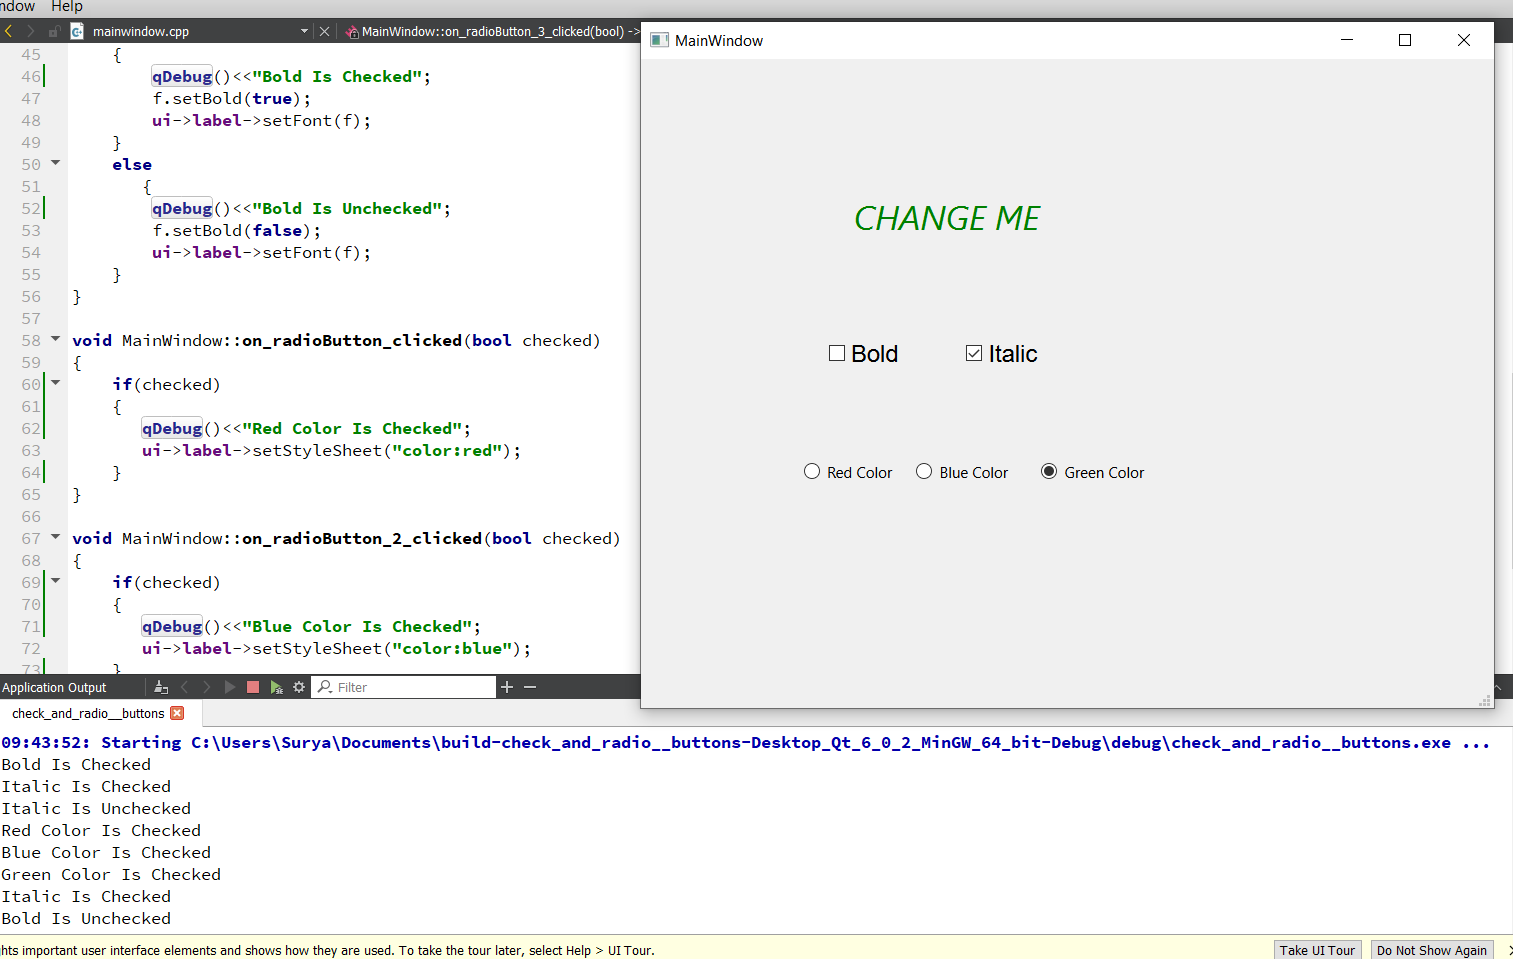 ndow Help
mainwindow.cpp MainWindow::on_radioButton_3_clicked(bool) ->
45 {
46 qDebug()<<"Bold Is Checked";
47 f.setBold(true);
48 ui->label->setFont(f);
49 }
50 else
51 {
52 qDebug()<<"Bold Is Unchecked";
53 f.setBold(false);
54 ui->label->setFont(f);
55 }
56 }
57
58 void MainWindow::on_radioButton_clicked(bool checked)
59 {
60 if(checked)
61 {
62 qDebug()<<"Red Color Is Checked";
63 ui->label->setStyleSheet("color:red");
64 }
65 }
66
67 void MainWindow::on_radioButton_2_clicked(bool checked)
68 {
69 if(checked)
70 {
71 qDebug()<<"Blue Color Is Checked";
72 ui->label->setStyleSheet("color:blue");
73 }
MainWindow
CHANGE ME
Bold Italic
Red Color Blue Color Green Color
Application Output Filter
check_and_radio__buttons
09:43:52: Starting C:\Users\Surya\Documents\build-check_and_radio__buttons-Desktop_Qt_6_0_2_MinGW_64_bit-Debug\debug\check_and_radio__buttons.exe ...
Bold Is Checked
Italic Is Checked
Italic Is Unchecked
Red Color Is Checked
Blue Color Is Checked
Green Color Is Checked
Italic Is Checked
Bold Is Unchecked
hts important user interface elements and shows how they are used. To take the tour later, select Help > UI Tour. Take UI Tour Do Not Show Again